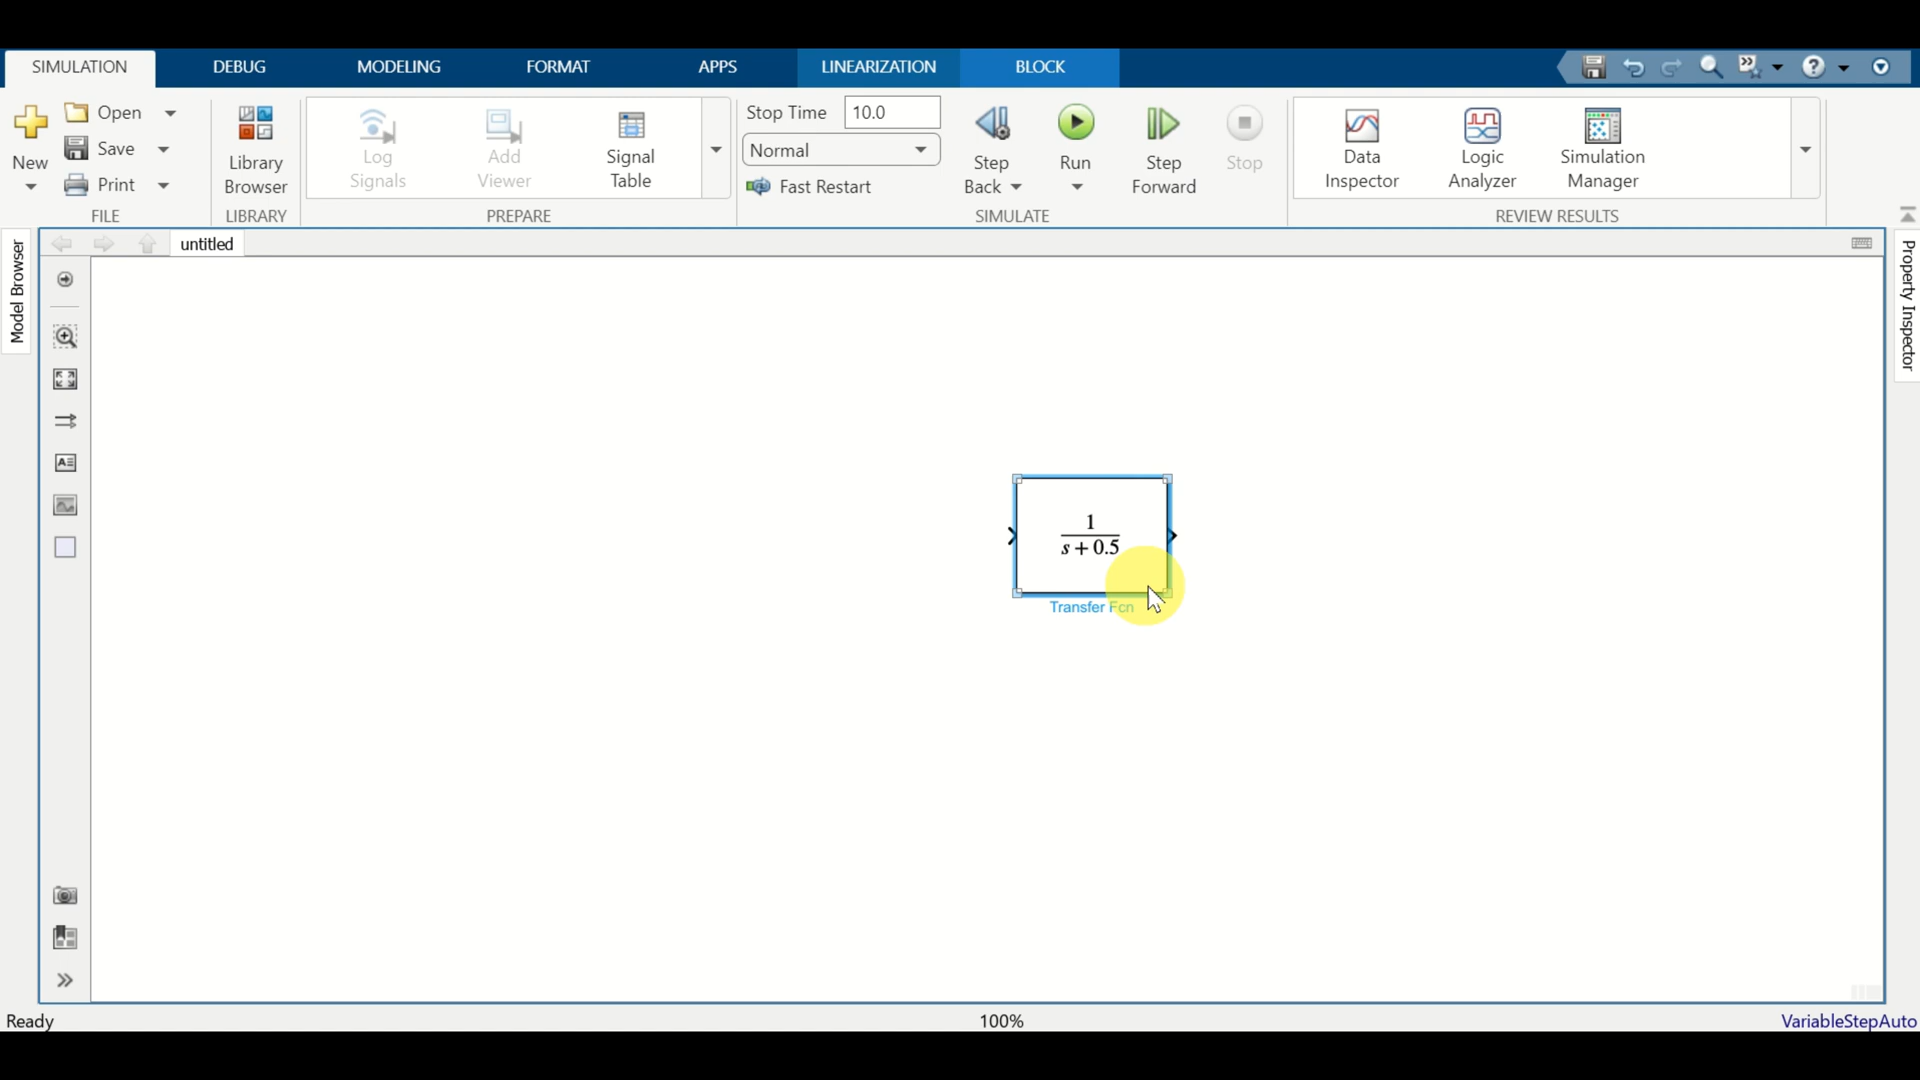 SIMULATION DEBUG MODELING FORMAT APPS LINEARIZATION BLOCK
New
Open
Save
Print
FILE
Library
Browser
LIBRARY
Log
Signals
Add
Viewer
Signal
Table
PREPARE
Stop Time 10.0
Normal
Fast Restart
Step
Back
Run
Step
Forward
Stop
SIMULATE
Data
Inspector
Logic
Analyzer
Simulation
Manager
REVIEW RESULTS
Model Browser
untitled
Property Inspector
1
s + 0.5
Transfer Fcn
Ready 100% VariableStepAuto